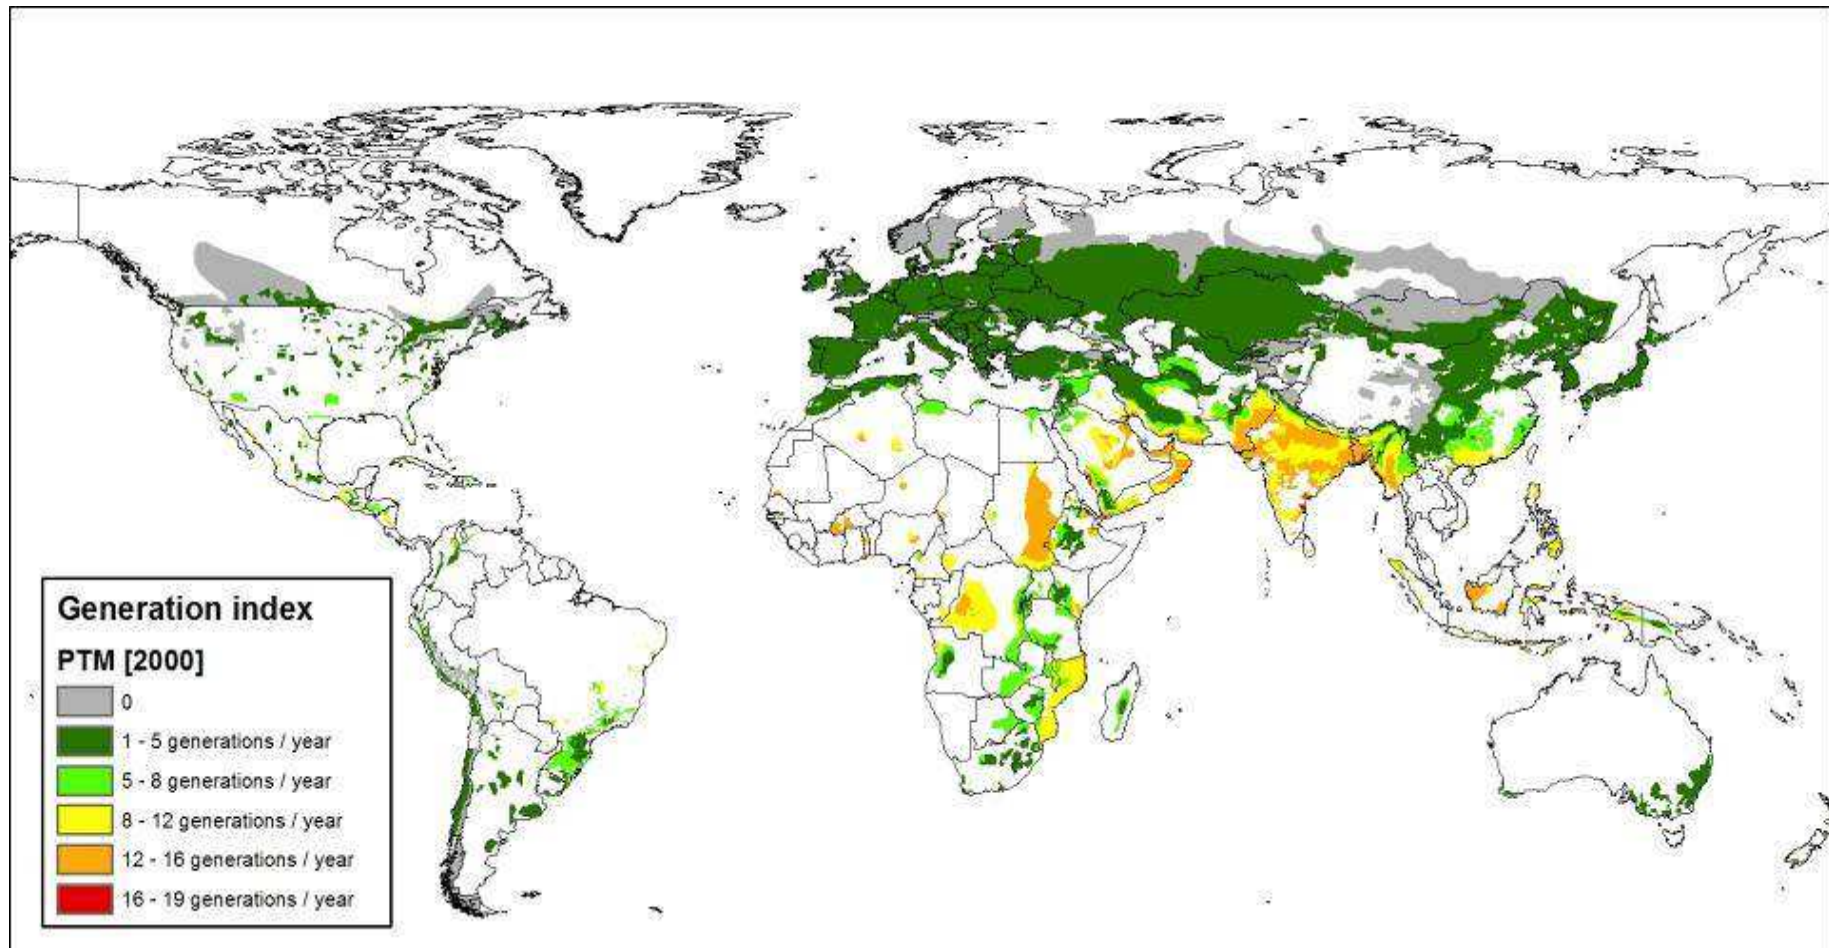 Generation index
PTM [2000]
0
1 - 5 generations / year
5 - 8 generations / year
8 - 12 generations / year
12 - 16 generations / year
16 - 19 generations / year